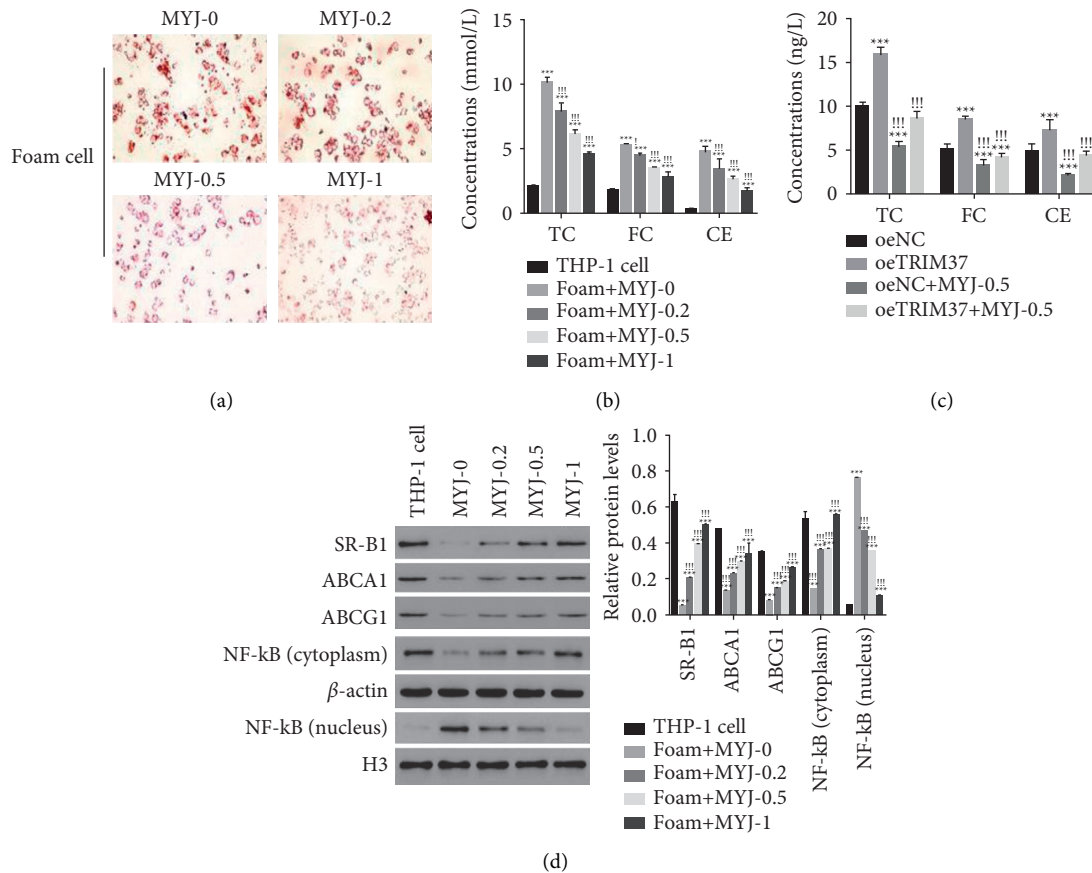 MYJ-0 MYJ-0.2
Foam cell
MYJ-0.5 MYJ-1
(a)
Concentrations (mmol/L)
15
10
5
0
TC FC CE
*** !!! *** !!! *** !!! ***
*** ! *** !!! *** !!! ***
*** !!! *** !!! *** !!! ***
THP-1 cell
Foam+MYJ-0
Foam+MYJ-0.2
Foam+MYJ-0.5
Foam+MYJ-1
(b)
Concentrations (ng/L)
20
15
10
5
0
TC FC CE
*** !!! *** !!!
*** !!! *** !!! ***
*** !!! *** !!!
oeNC
oeTRIM37
oeNC+MYJ-0.5
oeTRIM37+MYJ-0.5
(c)
THP-1 cell MYJ-0 MYJ-0.2 MYJ-0.5 MYJ-1
SR-B1
ABCA1
ABCG1
NF-kB (cytoplasm)
β-actin
NF-kB (nucleus)
H3
Relative protein levels
1.0
0.8
0.6
0.4
0.2
0.0
SR-B1
ABCA1
ABCG1
NF-kB (cytoplasm)
NF-kB (nucleus)
THP-1 cell
Foam+MYJ-0
Foam+MYJ-0.2
Foam+MYJ-0.5
Foam+MYJ-1
(d)